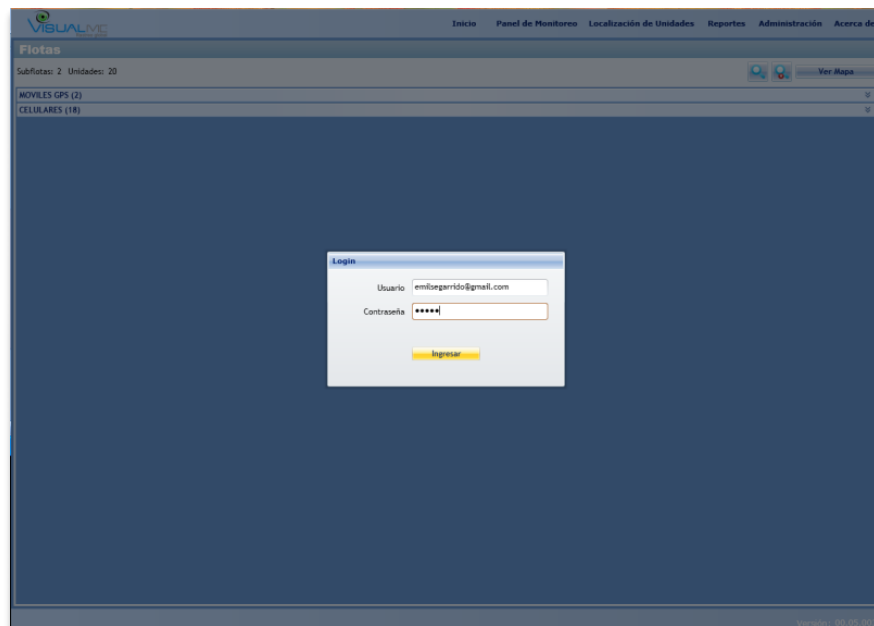 VISUALMC
Inicio Panel de Monitoreo Localización de Unidades Reportes Administración Acerca de
Flotas
Subflotas: 2 Unidades: 20
Ver Mapa
MOVILES GPS (2)
CELULARES (18)
Login
Usuario emilsegarrido@gmail.com
Contraseña •••••
Ingresar